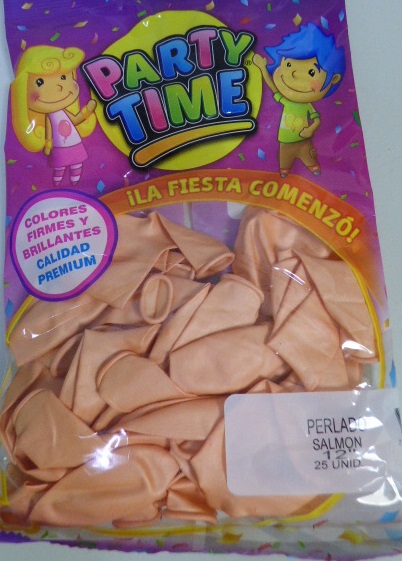 PARTY
TIME
¡LA FIESTA COMENZÓ!
COLORES
FIRMES Y
BRILLANTES
CALIDAD
PREMIUM
PERLADO
SALMON
12"
25 UNID